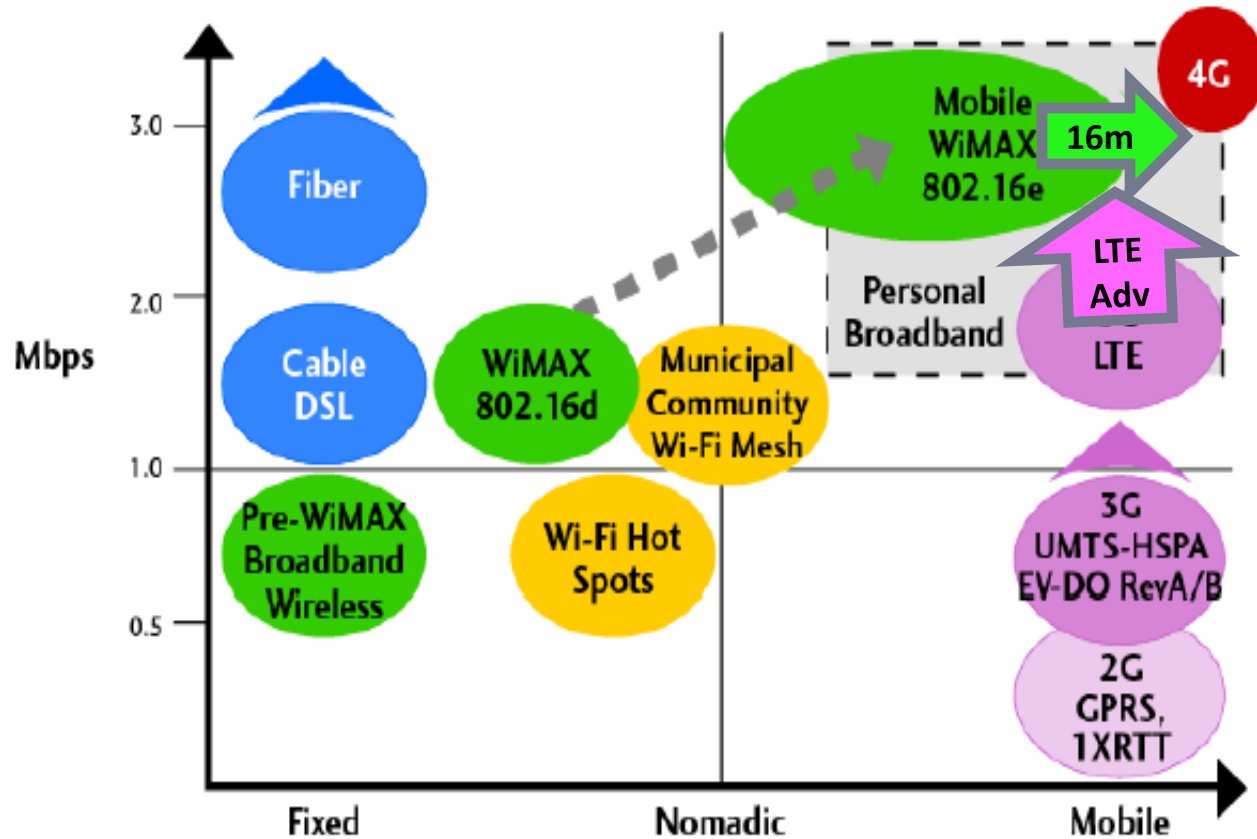 4G
3.0
Fiber
Mobile
WiMAX
802.16e
16m
2.0
LTE
Adv
Personal
Broadband
LTE
Mbps
Cable
DSL
WiMAX
802.16d
Municipal
Community
Wi-Fi Mesh
1.0
Pre-WiMAX
Broadband
Wireless
Wi-Fi Hot
Spots
3G
UMTS-HSPA
EV-DO RevA/B
0.5
2G
GPRS,
1XRTT
Fixed
Nomadic
Mobile